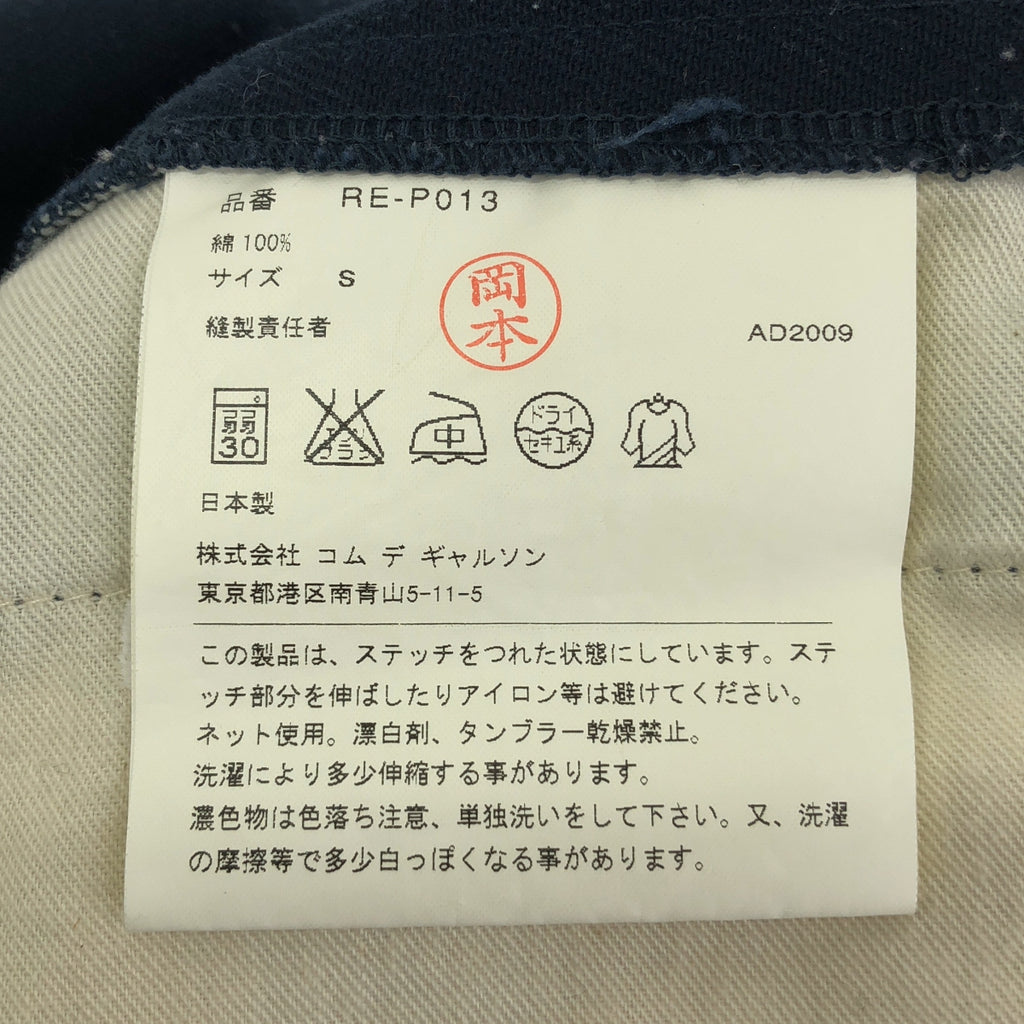 品番 RE-P013
綿 100%
サイズ S
岡本
縫製責任者 AD2009
弱 30
エンソ
サラシ
中
ドライ
セキユ系
日本製
株式会社 コム デ ギャルソン
東京都港区南青山5-11-5
この製品は、ステッチをつれた状態にしています。ステ
ッチ部分を伸ばしたりアイロン等は避けてください。
ネット使用。漂白剤、タンブラー乾燥禁止。
洗濯により多少伸縮する事があります。
濃色物は色落ち注意、単独洗いをして下さい。又、洗濯
の摩擦等で多少白っぽくなる事があります。